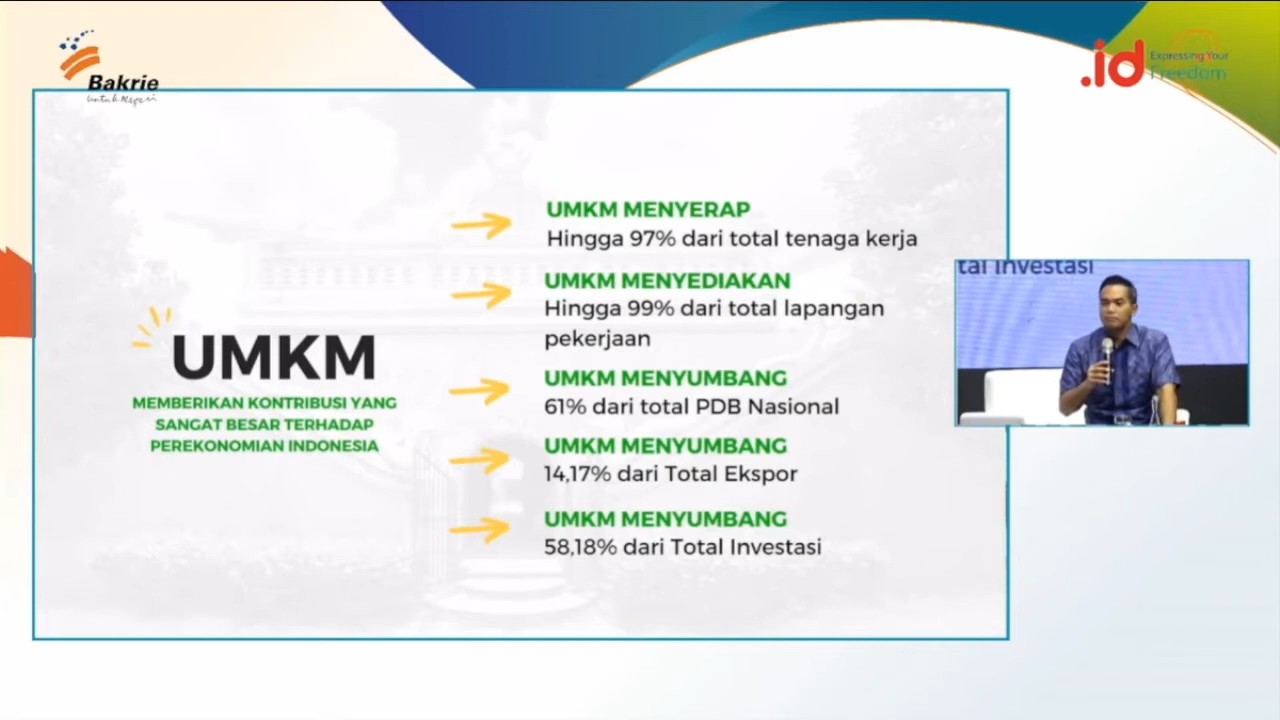 Bakrie
Untuk Negeri
.id
Expressing Your
Freedom
UMKM
MEMBERIKAN KONTRIBUSI YANG
SANGAT BESAR TERHADAP
PEREKONOMIAN INDONESIA
UMKM MENYERAP
Hingga 97% dari total tenaga kerja
UMKM MENYEDIAKAN
Hingga 99% dari total lapangan
pekerjaan
UMKM MENYUMBANG
61% dari total PDB Nasional
UMKM MENYUMBANG
14,17% dari Total Ekspor
UMKM MENYUMBANG
58,18% dari Total Investasi
tal Investasi